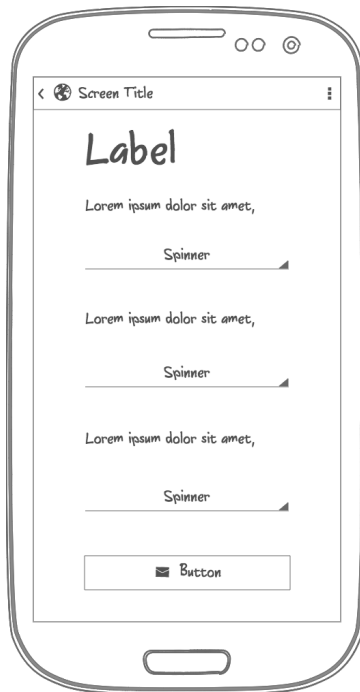 Screen Title
Label
Lorem ipsum dolor sit amet,
Spinner
Lorem ipsum dolor sit amet,
Spinner
Lorem ipsum dolor sit amet,
Spinner
Button